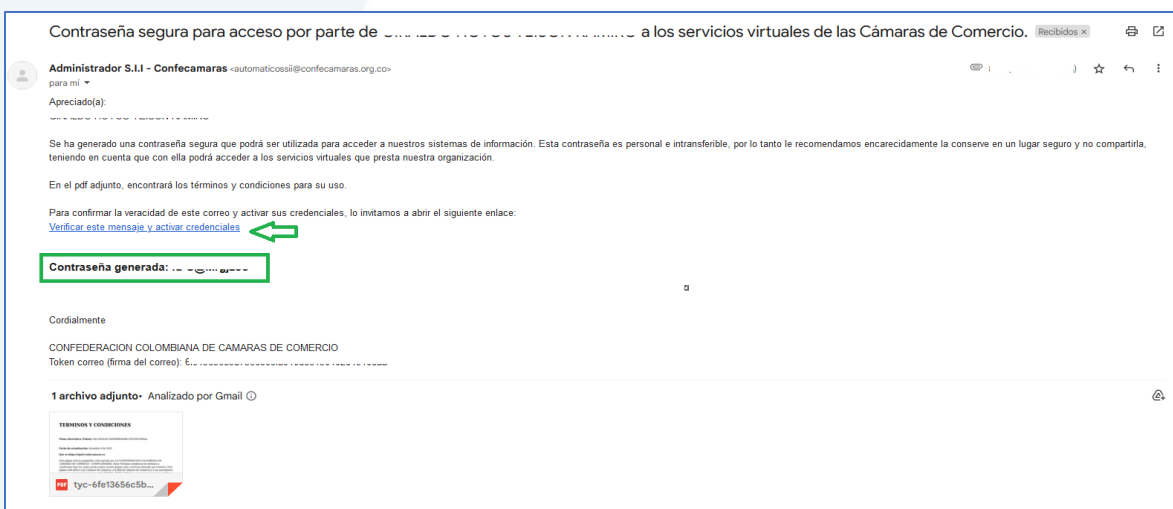 Contraseña segura para acceso por parte de a los servicios virtuales de las Cámaras de Comercio. Recibidos ×
Administrador S.I.I - Confecamaras <automaticossii@confecamaras.org.co>
para mí
Apreciado(a):
Se ha generado una contraseña segura que podrá ser utilizada para acceder a nuestros sistemas de información. Esta contraseña es personal e intransferible, por lo tanto le recomendamos encarecidamente la conserve en un lugar seguro y no compartirla,
teniendo en cuenta que con ella podrá acceder a los servicios virtuales que presta nuestra organización.
En el pdf adjunto, encontrará los términos y condiciones para su uso.
Para confirmar la veracidad de este correo y activar sus credenciales, lo invitamos a abrir el siguiente enlace:
Verificar este mensaje y activar credenciales
Contraseña generada:
Cordialmente
CONFEDERACION COLOMBIANA DE CAMARAS DE COMERCIO
Token correo (firma del correo):
1 archivo adjunto • Analizado por Gmail
TERMINOS Y CONDICIONES
PDF tyc-6fe13656c5b...